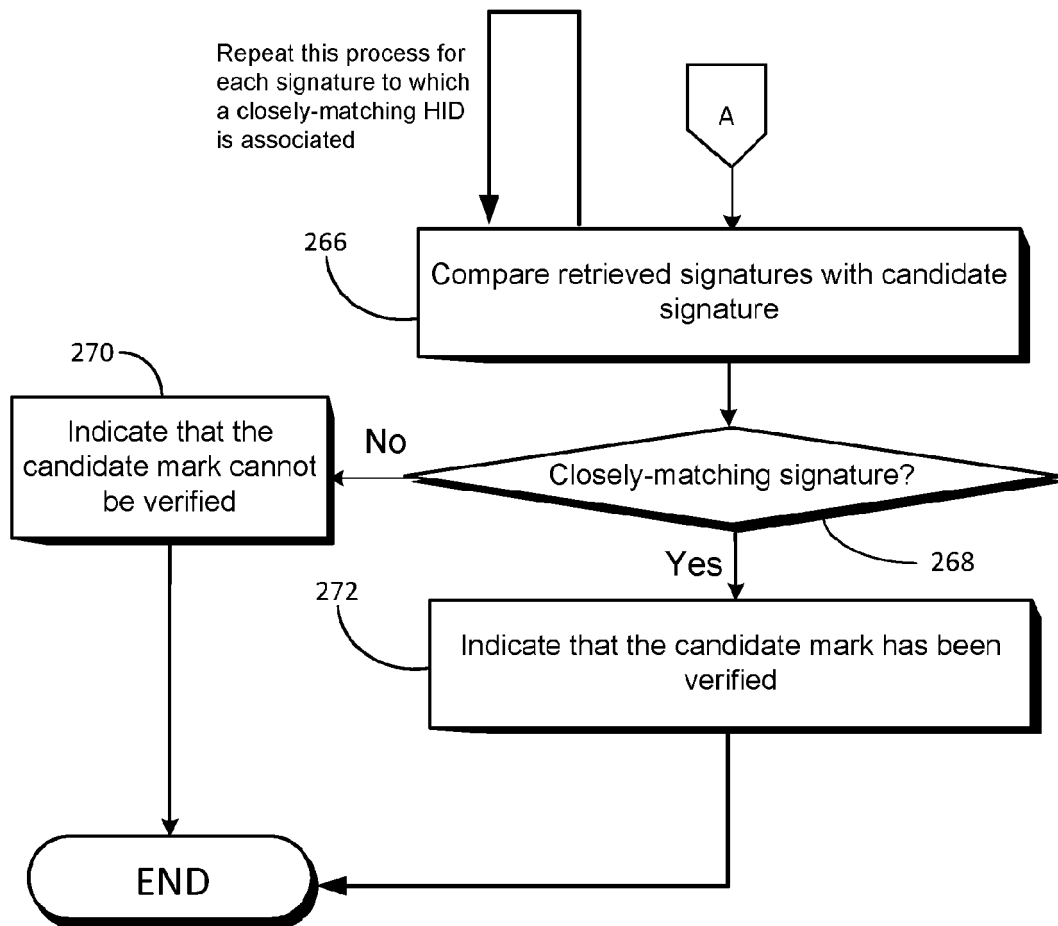 Repeat this process for
each signature to which
a closely-matching HID
is associated
A
266
Compare retrieved signatures with candidate
signature
270
Indicate that the
candidate mark cannot
be verified
No
Closely-matching signature?
268
Yes
272
Indicate that the candidate mark has been
verified
END